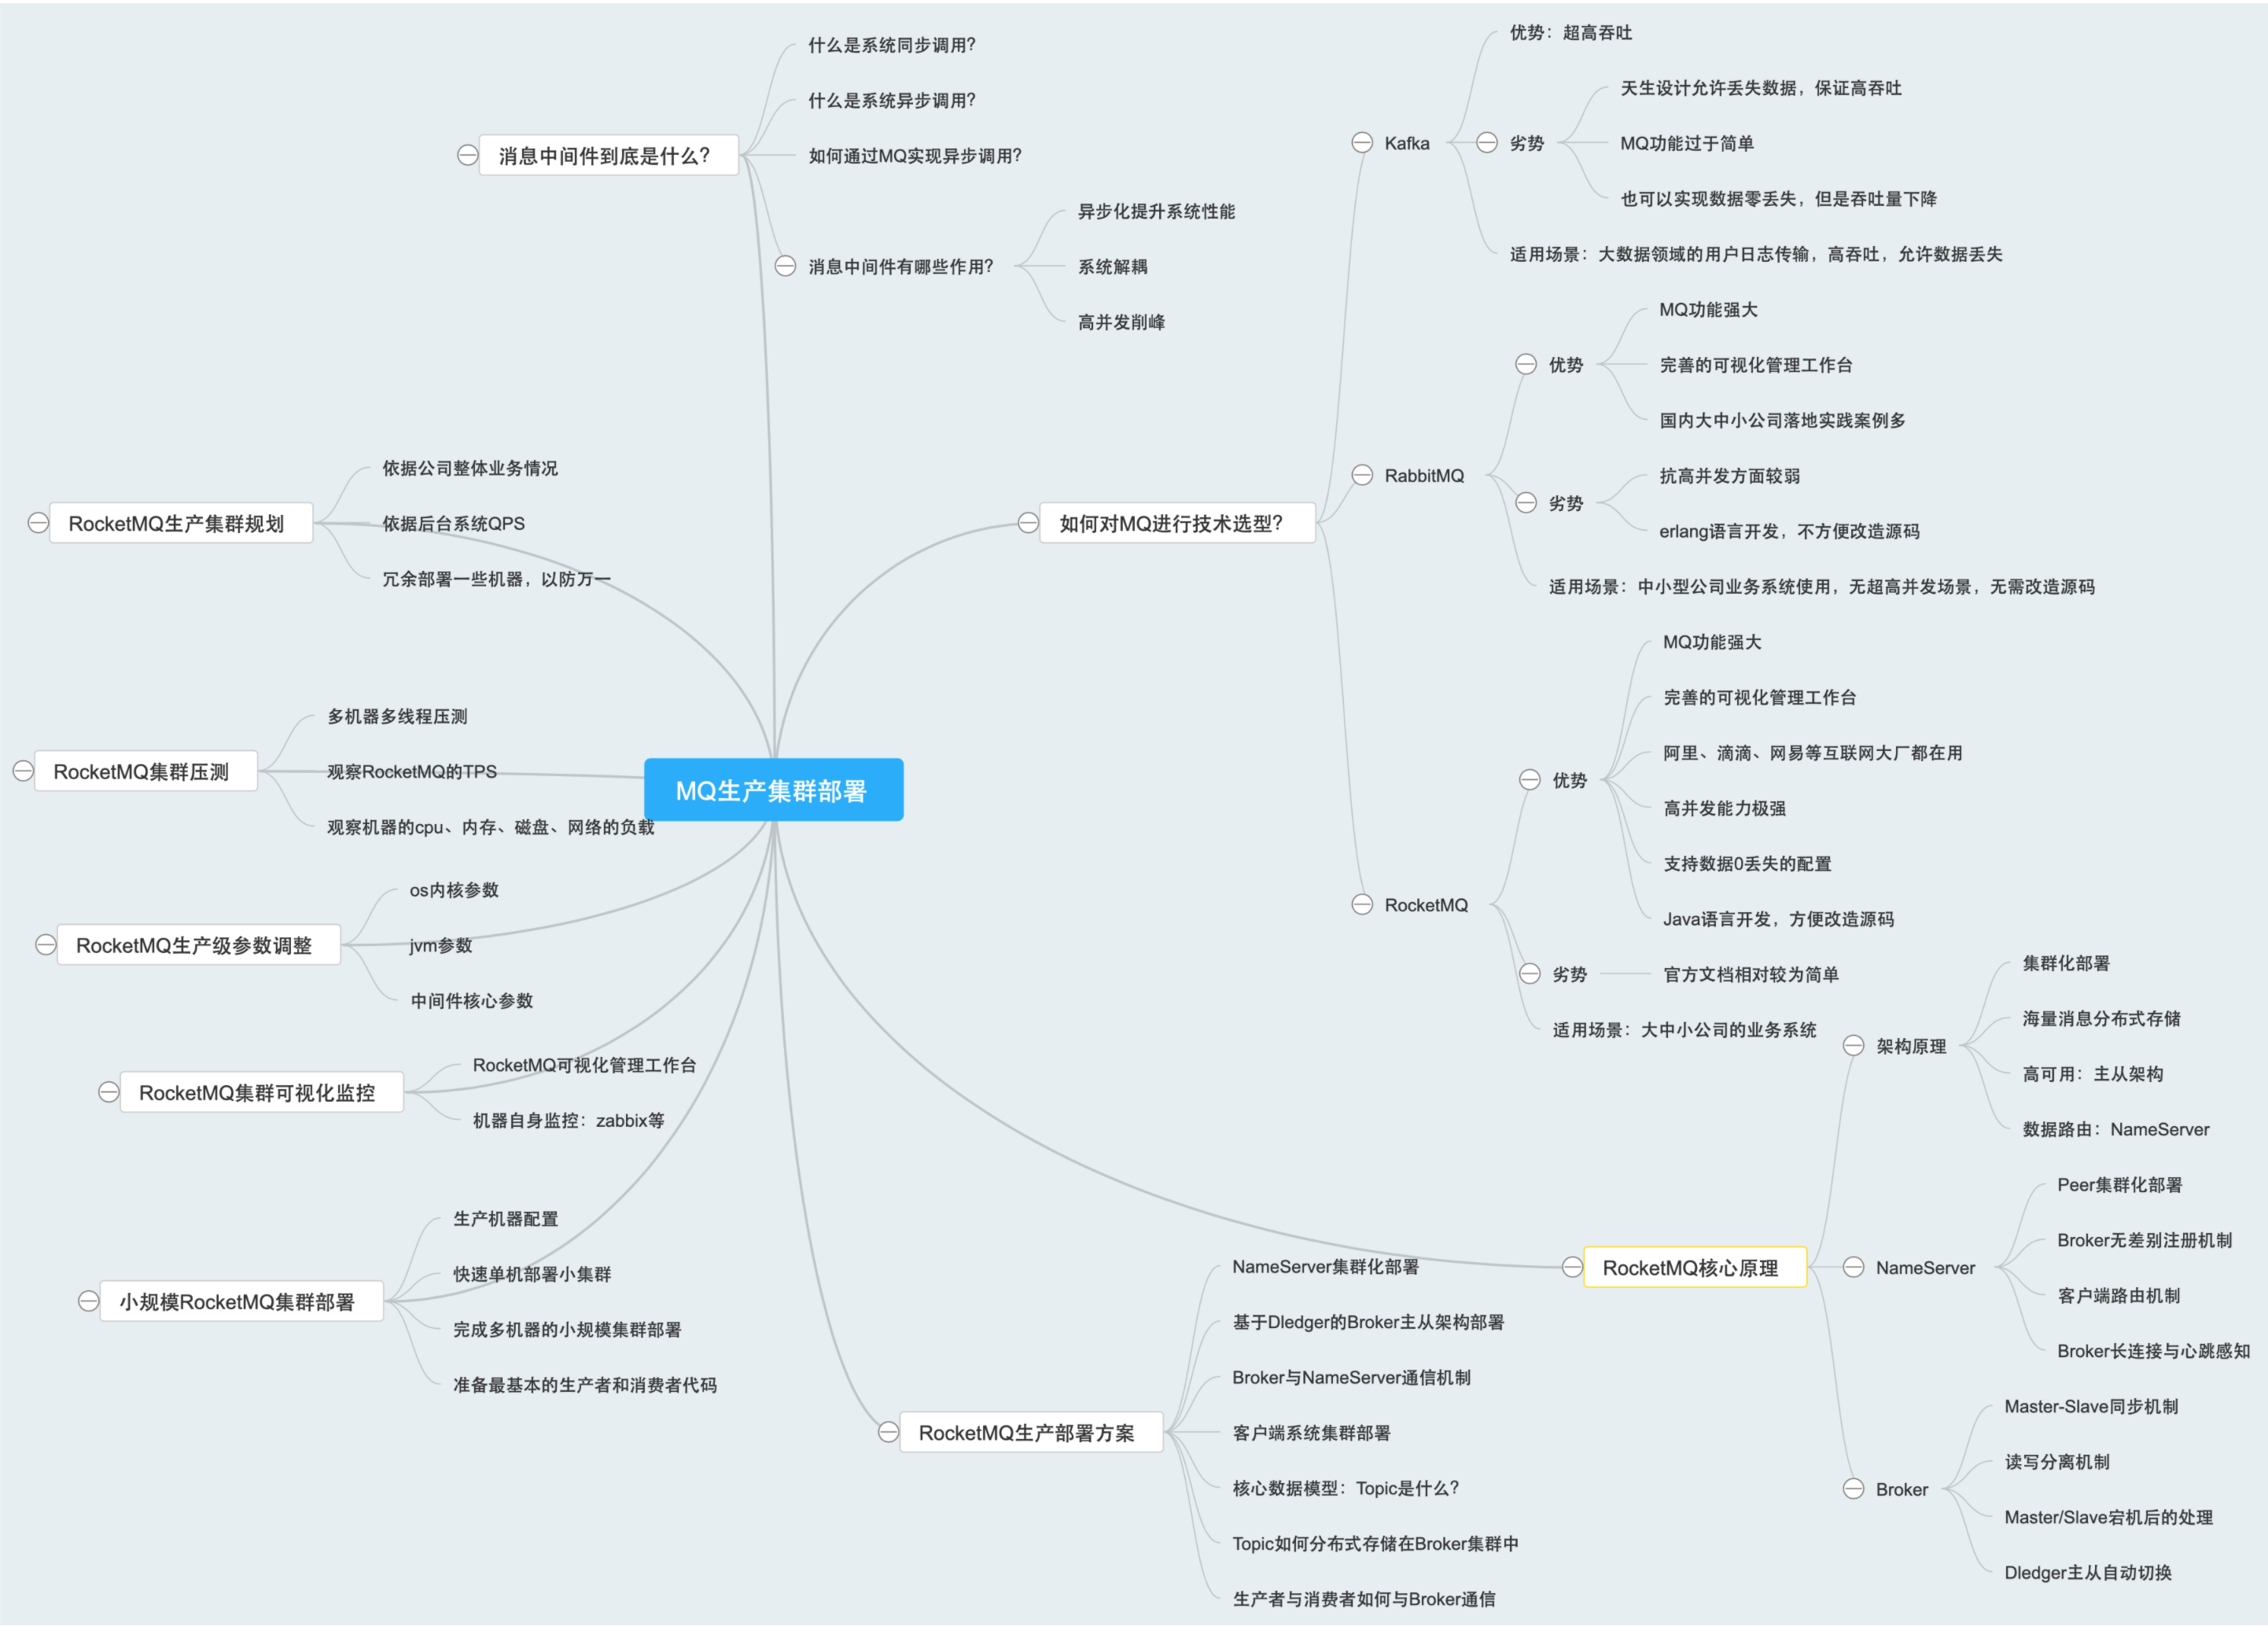 MQ生产集群部署
消息中间件到底是什么？
什么是系统同步调用？
什么是系统异步调用？
如何通过MQ实现异步调用？
消息中间件有哪些作用？
异步化提升系统性能
系统解耦
高并发削峰
如何对MQ进行技术选型？
Kafka
优势：超高吞吐
劣势
天生设计允许丢失数据，保证高吞吐
MQ功能过于简单
也可以实现数据零丢失，但是吞吐量下降
适用场景：大数据领域的用户日志传输，高吞吐，允许数据丢失
RabbitMQ
优势
MQ功能强大
完善的可视化管理工作台
国内大中小公司落地实践案例多
劣势
抗高并发方面较弱
erlang语言开发，不方便改造源码
适用场景：中小型公司业务系统使用，无超高并发场景，无需改造源码
RocketMQ
优势
MQ功能强大
完善的可视化管理工作台
阿里、滴滴、网易等互联网大厂都在用
高并发能力极强
支持数据0丢失的配置
Java语言开发，方便改造源码
劣势
官方文档相对较为简单
适用场景：大中小公司的业务系统
RocketMQ核心原理
架构原理
集群化部署
海量消息分布式存储
高可用：主从架构
数据路由：NameServer
NameServer
Peer集群化部署
Broker无差别注册机制
客户端路由机制
Broker长连接与心跳感知
Broker
Master-Slave同步机制
读写分离机制
Master/Slave宕机后的处理
Dledger主从自动切换
RocketMQ生产部署方案
NameServer集群化部署
基于Dledger的Broker主从架构部署
Broker与NameServer通信机制
客户端系统集群部署
核心数据模型：Topic是什么？
Topic如何分布式存储在Broker集群中
生产者与消费者如何与Broker通信
RocketMQ生产集群规划
依据公司整体业务情况
依据后台系统QPS
冗余部署一些机器，以防万一
RocketMQ集群压测
多机器多线程压测
观察RocketMQ的TPS
观察机器的cpu、内存、磁盘、网络的负载
RocketMQ生产级参数调整
os内核参数
jvm参数
中间件核心参数
RocketMQ集群可视化监控
RocketMQ可视化管理工作台
机器自身监控：zabbix等
小规模RocketMQ集群部署
生产机器配置
快速单机部署小集群
完成多机器的小规模集群部署
准备最基本的生产者和消费者代码